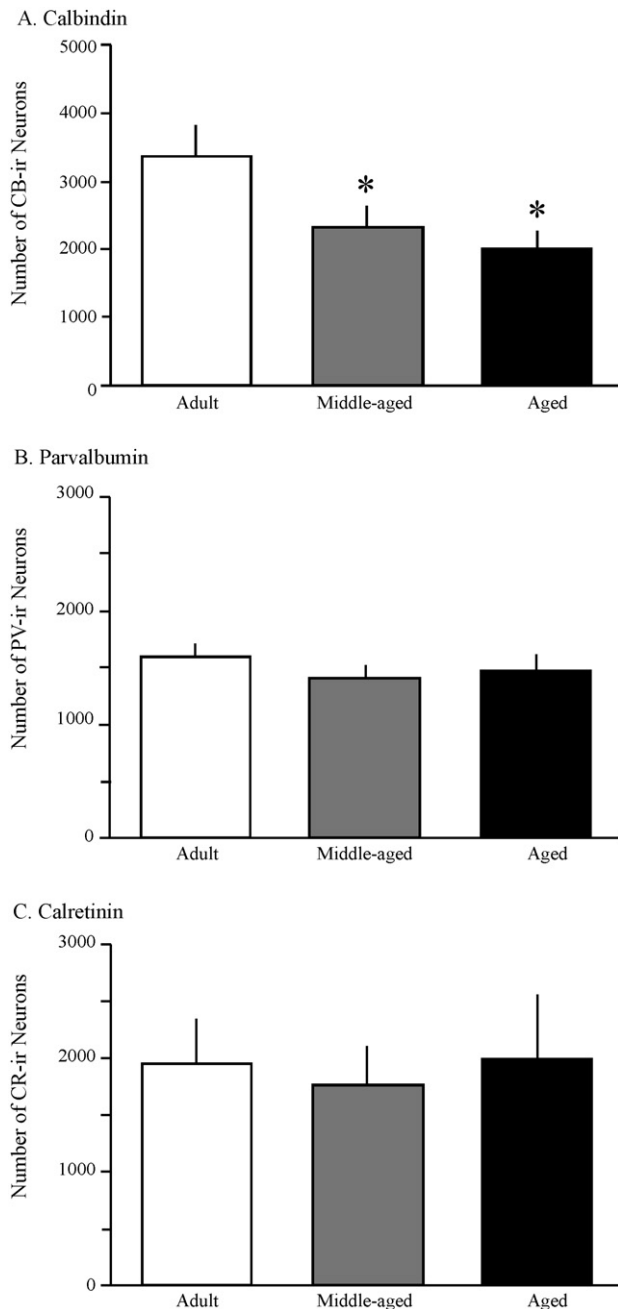 A. Calbindin
5000
4000
3000
2000
1000
0
Number of CB-ir Neurons
*
*
Adult Middle-aged Aged
B. Parvalbumin
3000
2000
1000
0
Number of PV-ir Neurons
Adult Middle-aged Aged
C. Calretinin
3000
2000
1000
0
Number of CR-ir Neurons
Adult Middle-aged Aged